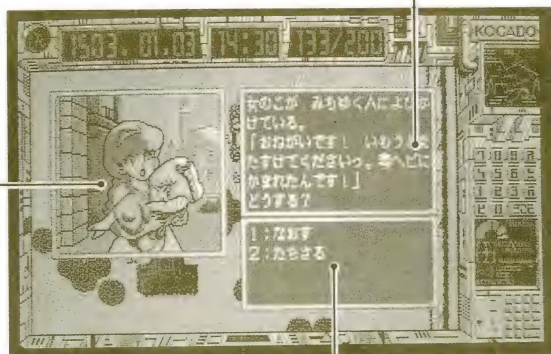 1503. 01.03 14:30 133/200
KOCADO
女のこが みちゆく人によびか
けている。
「おねがいです! いもうとを
たすけてくださいっ。毒ヘビに
かまれたんです!」
どうする?
1:なおす
2:たちさる